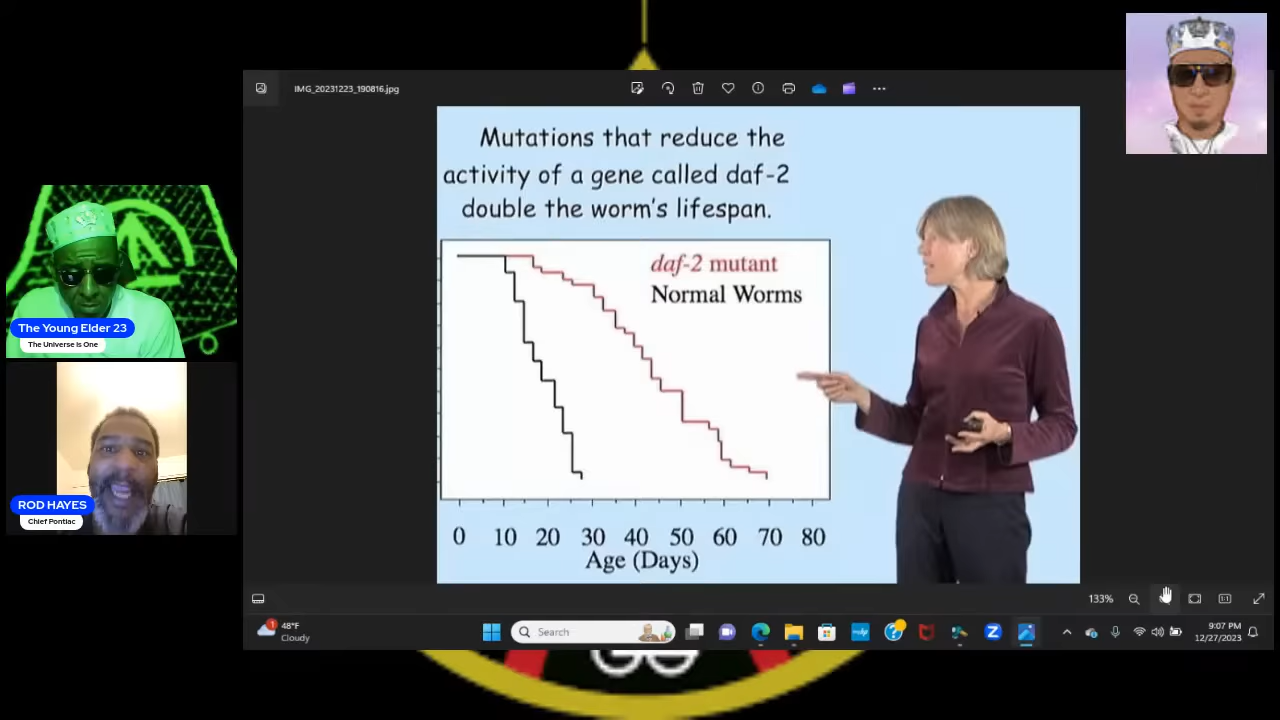 IMG_20231223_190816.jpg
Mutations that reduce the
activity of a gene called daf-2
double the worm's lifespan.
daf-2 mutant
Normal Worms
0 10 20 30 40 50 60 70 80
Age (Days)
The Young Elder 23
The Universe is One
ROD HAYES
Chief Pontiac
133%
1
48°F
Cloudy
Search
9:07 PM
12/27/2023